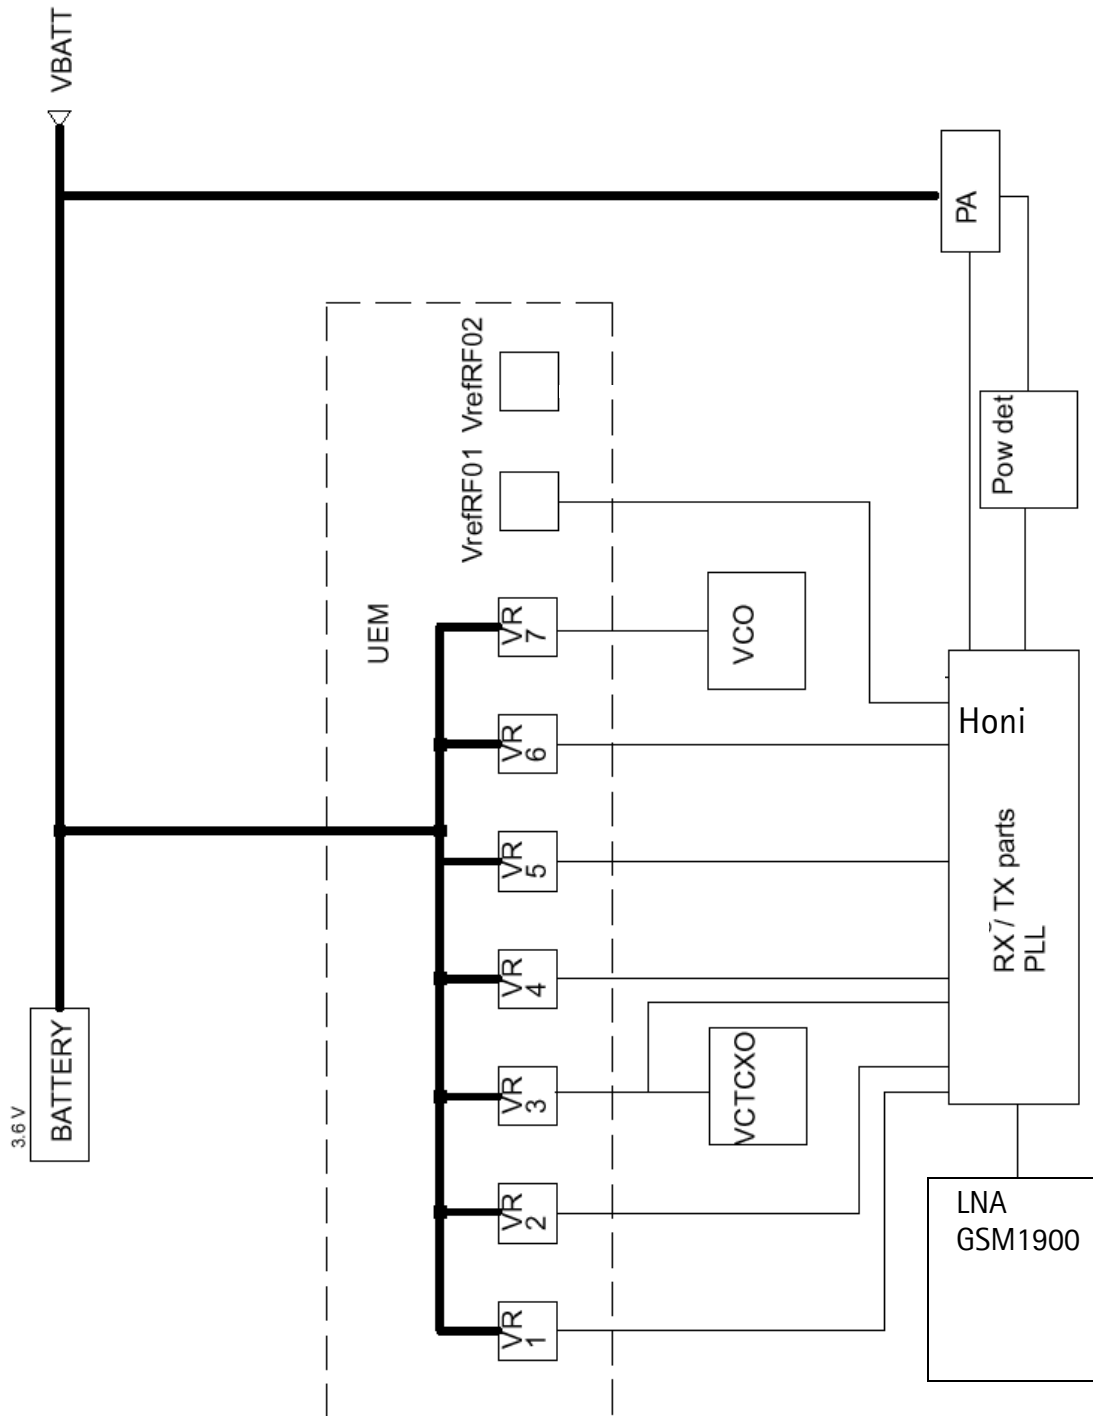 VBATT
PA
VrefRF02
VrefRF01
Pow det
UEM
VR
7
VCO
VR
6
Honi
VR
5
RX / TX parts
PLL
VR
4
3.6 V
BATTERY
VR
3
VCTCXO
VR
2
LNA
GSM1900
VR
1